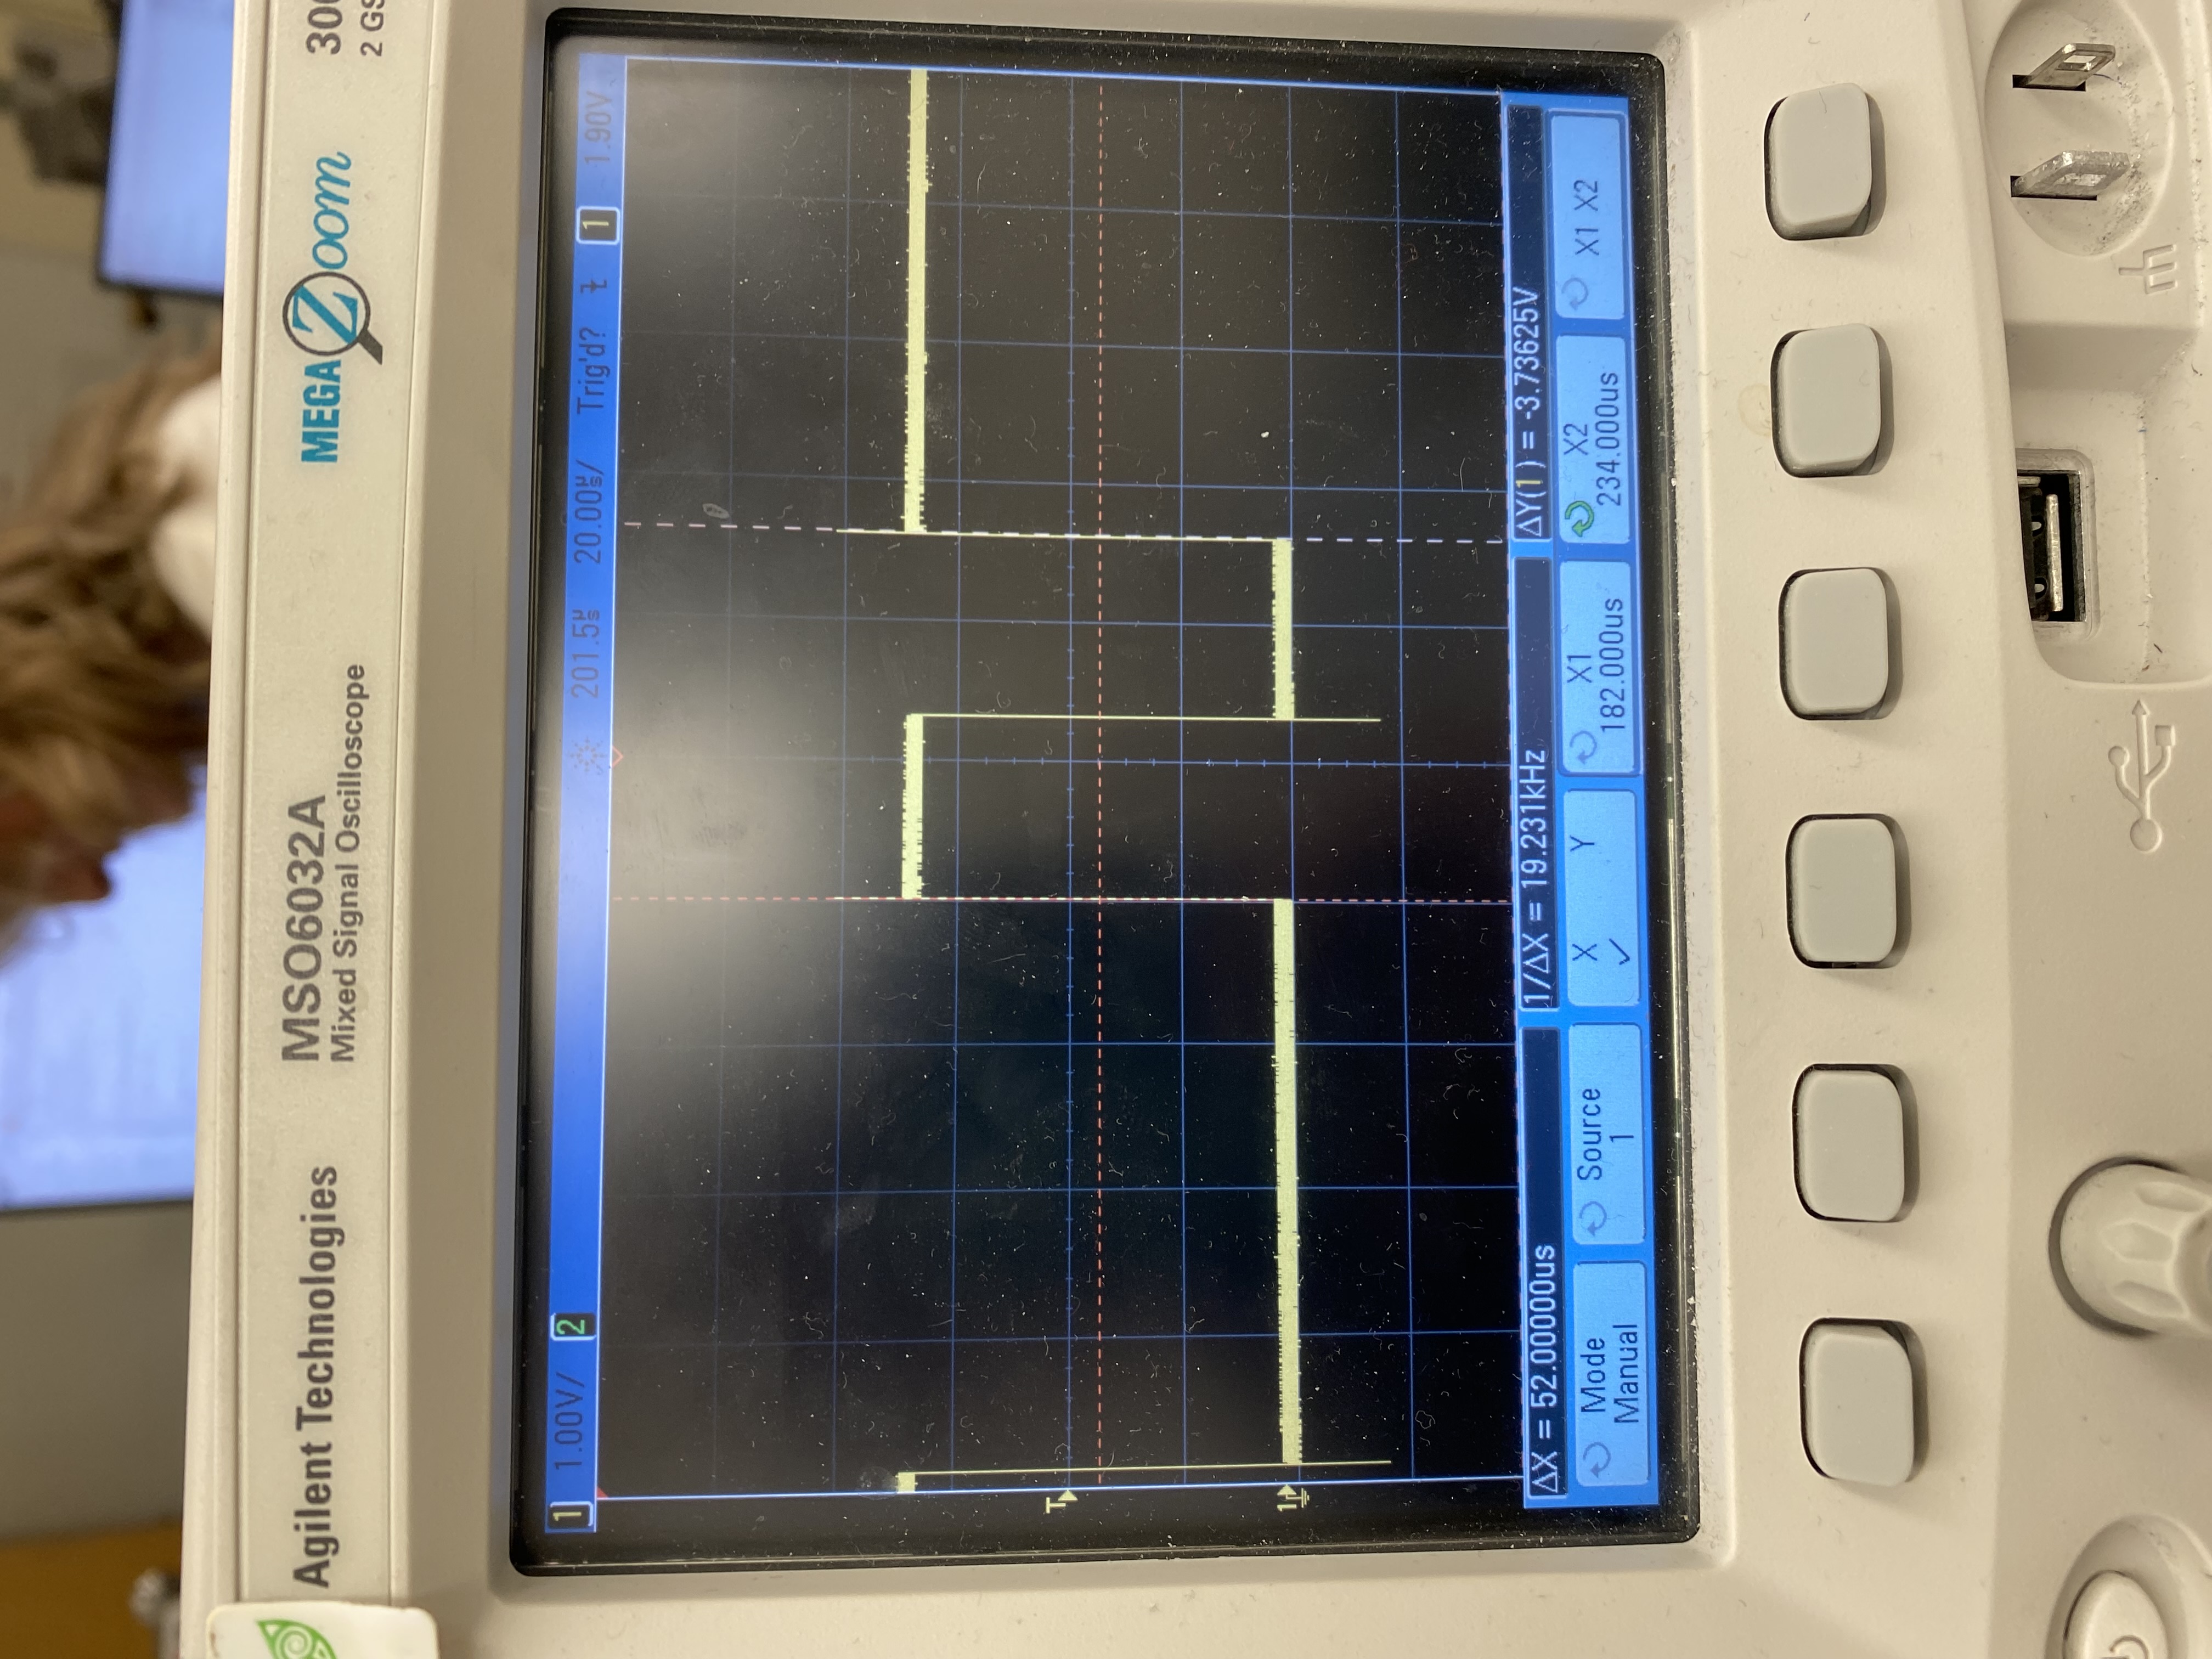 Agilent Technologies
MSO6032A
Mixed Signal Oscilloscope
MEGA Zoom
2 GS
1 1.00V/ 2 201.5µs 20.00µs/ Trig'd? 1 1.90V
T
1
ΔX = 52.00000us 1/ΔX = 19.231kHz ΔY(1) = -3.73625V
Mode
Manual
Source
1
X Y
✓
X1
182.000us
X2
234.000us
X1 X2